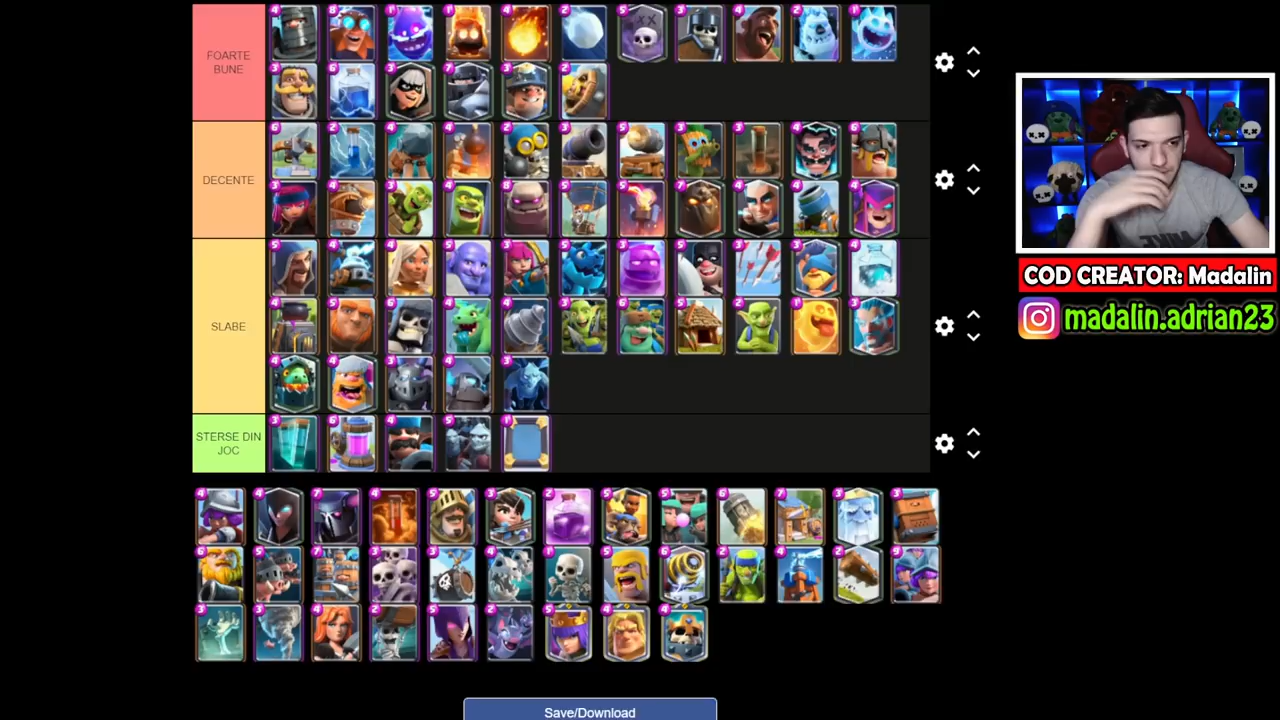 FOARTE
BUNE
DECENTE
SLABE
STERSE DIN
JOC
COD CREATOR: Madalin
madalin.adrian23
Save/Download